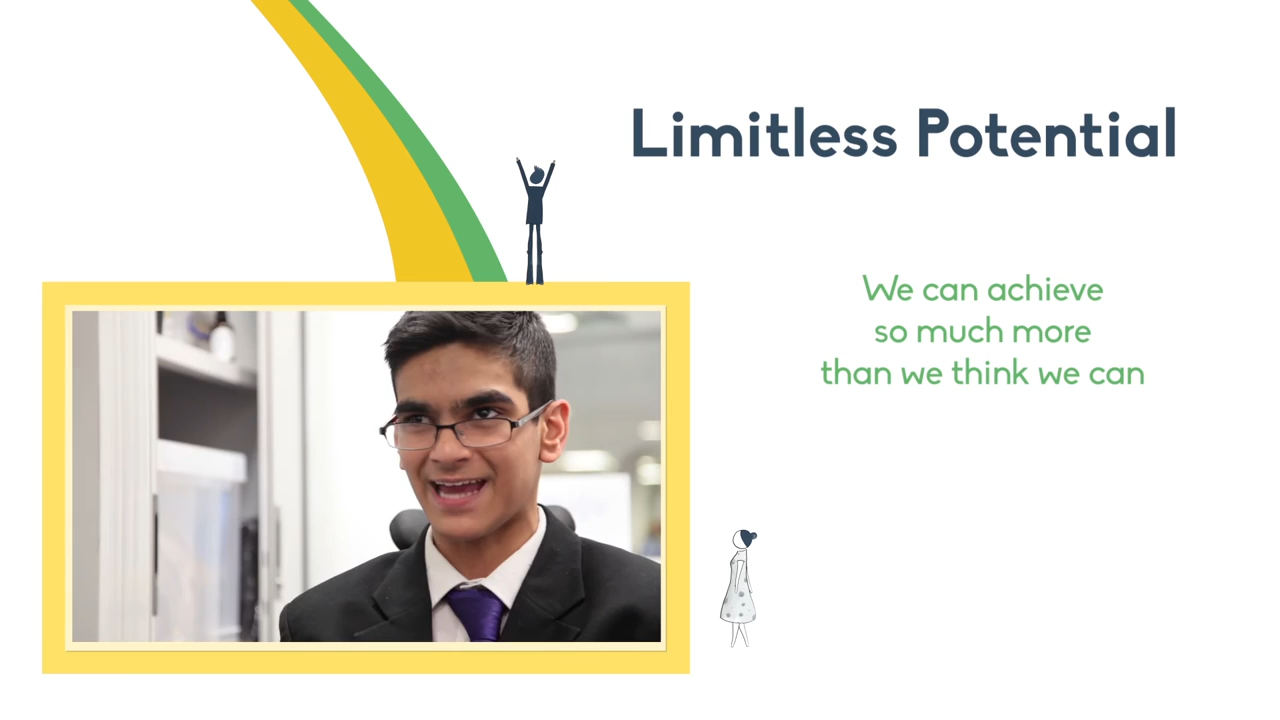 Limitless Potential
We can achieve
so much more
than we think we can